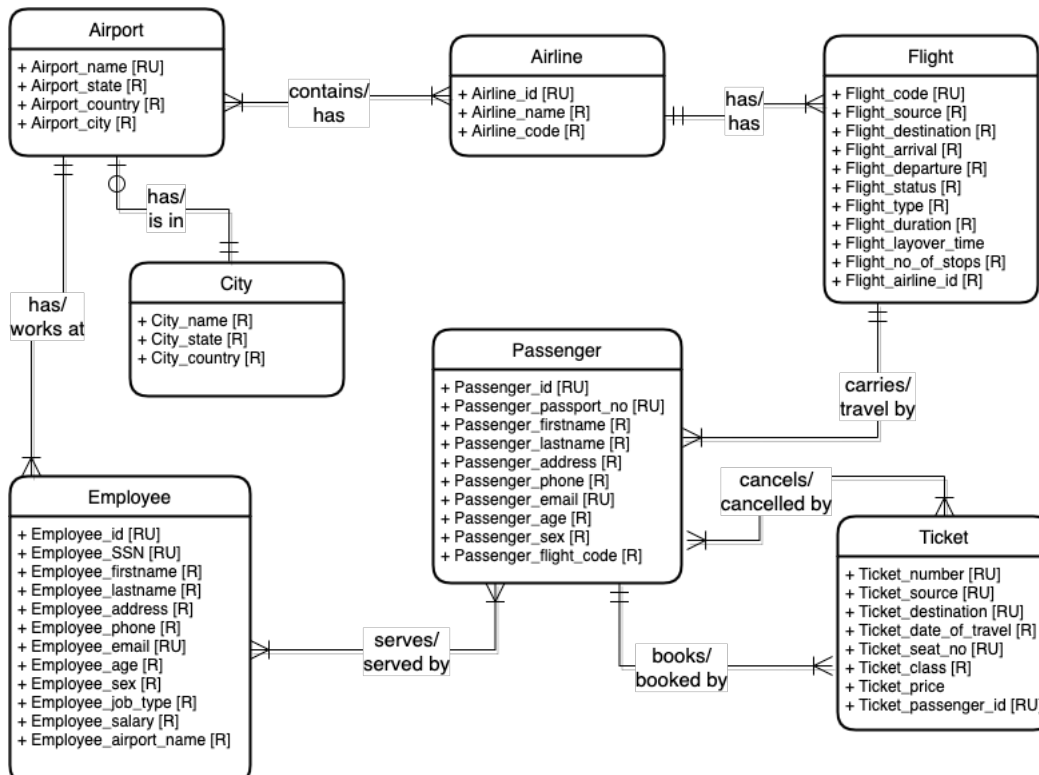 Airport
+ Airport_name [RU]
+ Airport_state [R]
+ Airport_country [R]
+ Airport_city [R]
contains/
has
Airline
+ Airline_id [RU]
+ Airline_name [R]
+ Airline_code [R]
has/
has
Flight
+ Flight_code [RU]
+ Flight_source [R]
+ Flight_destination [R]
+ Flight_arrival [R]
+ Flight_departure [R]
+ Flight_status [R]
+ Flight_type [R]
+ Flight_duration [R]
+ Flight_layover_time
+ Flight_no_of_stops [R]
+ Flight_airline_id [R]
has/
is in
City
+ City_name [R]
+ City_state [R]
+ City_country [R]
has/
works at
Passenger
+ Passenger_id [RU]
+ Passenger_passport_no [RU]
+ Passenger_firstname [R]
+ Passenger_lastname [R]
+ Passenger_address [R]
+ Passenger_phone [R]
+ Passenger_email [RU]
+ Passenger_age [R]
+ Passenger_sex [R]
+ Passenger_flight_code [R]
carries/
travel by
cancels/
cancelled by
Employee
+ Employee_id [RU]
+ Employee_SSN [RU]
+ Employee_firstname [R]
+ Employee_lastname [R]
+ Employee_address [R]
+ Employee_phone [R]
+ Employee_email [RU]
+ Employee_age [R]
+ Employee_sex [R]
+ Employee_job_type [R]
+ Employee_salary [R]
+ Employee_airport_name [R]
serves/
served by
books/
booked by
Ticket
+ Ticket_number [RU]
+ Ticket_source [RU]
+ Ticket_destination [RU]
+ Ticket_date_of_travel [R]
+ Ticket_seat_no [RU]
+ Ticket_class [R]
+ Ticket_price
+ Ticket_passenger_id [RU]